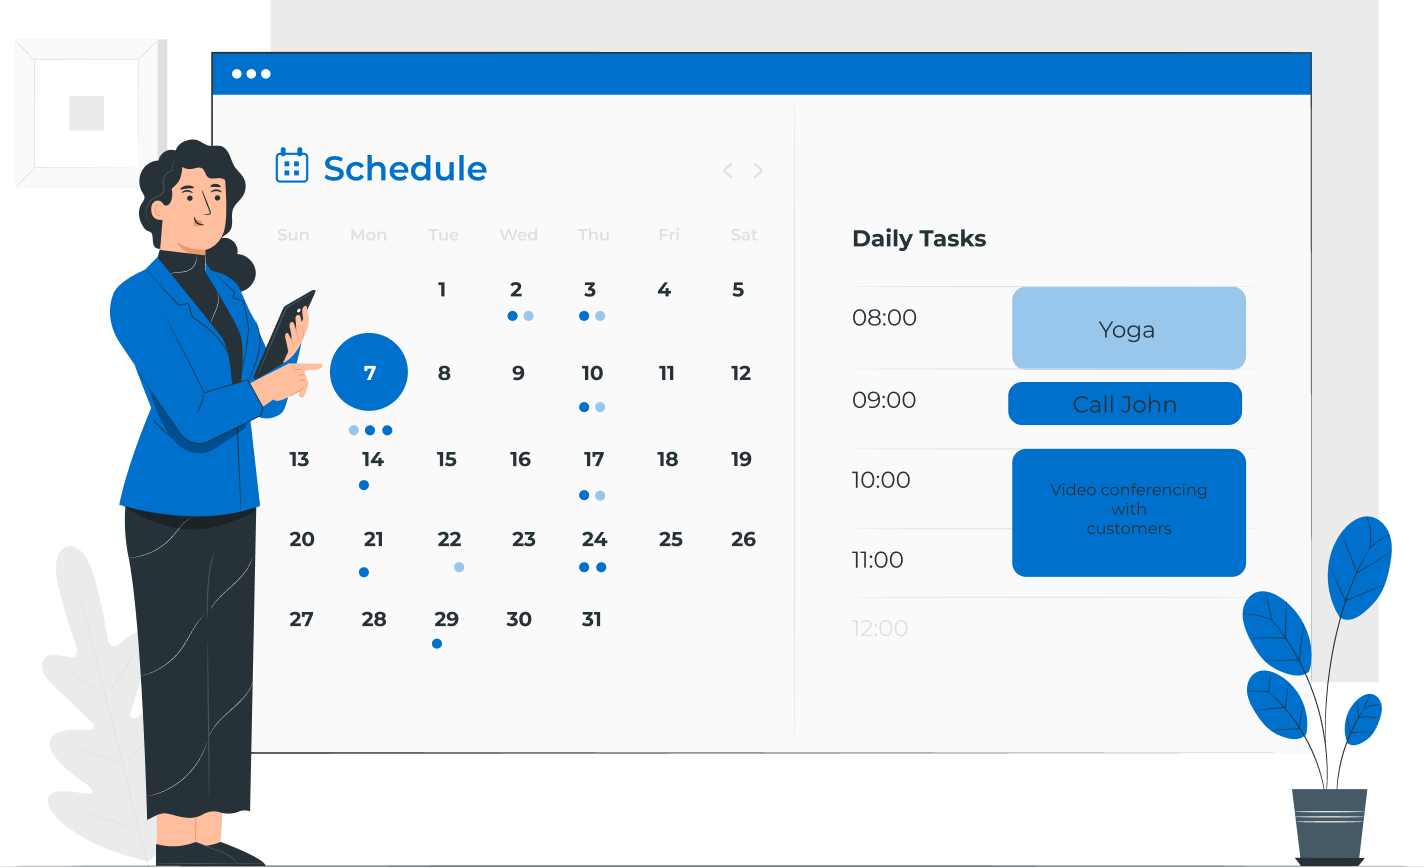 Schedule
< >
Sun Mon Tue Wed Thu Fri Sat
1 2 3 4 5
7 8 9 10 11 12
13 14 15 16 17 18 19
20 21 22 23 24 25 26
27 28 29 30 31
Daily Tasks
08:00 Yoga
09:00 Call John
10:00 Video conferencing
with
customers
11:00
12:00